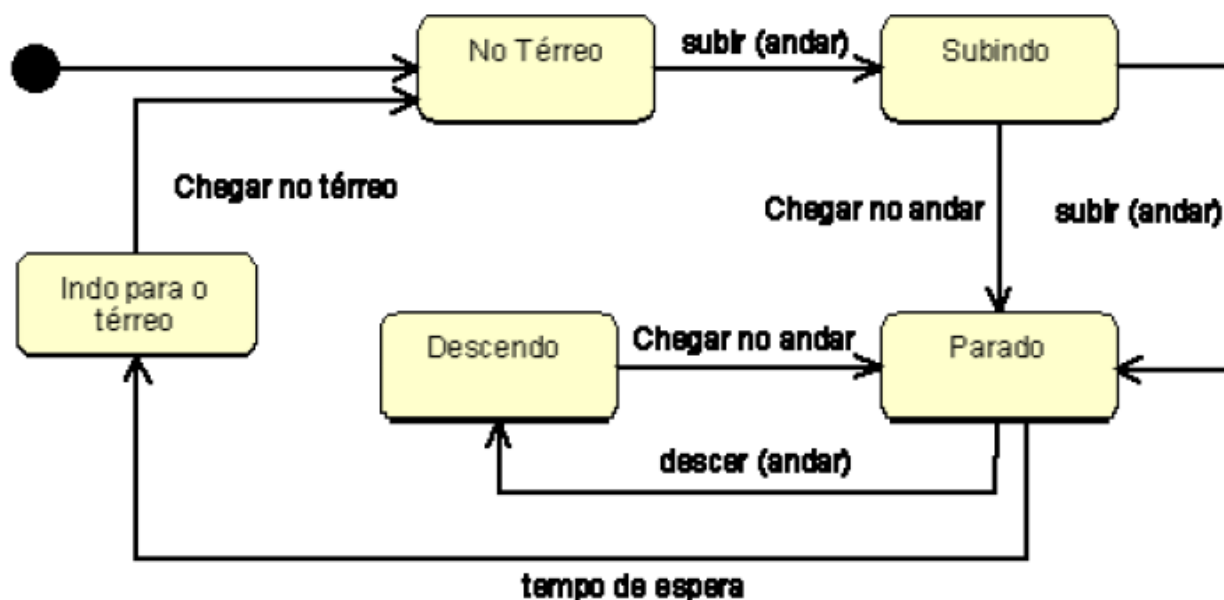 No Térreo
subir (andar)
Subindo
Chegar no térreo
Chegar no andar
subir (andar)
Indo para o
térreo
Descendo
Chegar no andar
Parado
descer (andar)
tempo de espera